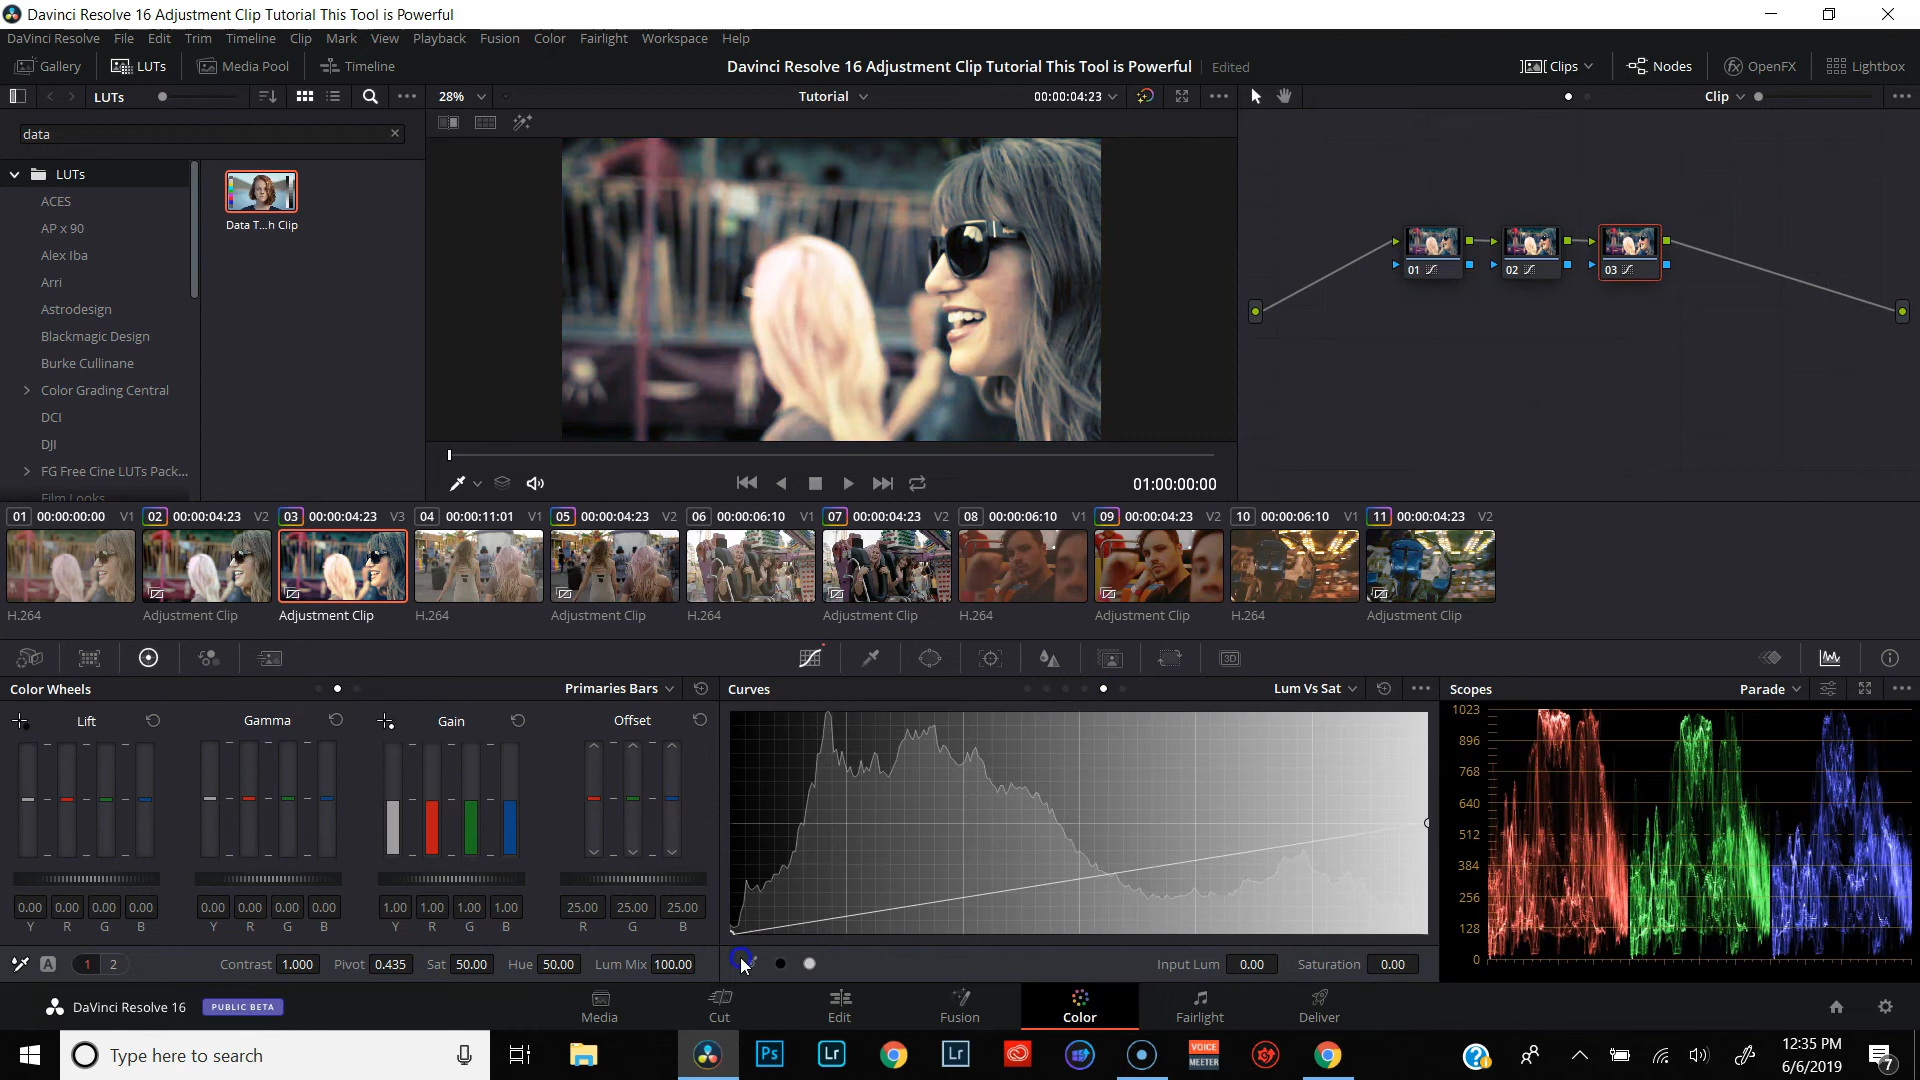 Davinci Resolve 16 Adjustment Clip Tutorial This Tool is Powerful
DaVinci Resolve File Edit Trim Timeline Clip Mark View Playback Fusion Color Fairlight Workspace Help
Gallery LUTs Media Pool Timeline Davinci Resolve 16 Adjustment Clip Tutorial This Tool is Powerful Edited Clips Nodes OpenFX Lightbox
LUTs 28% Tutorial 00:00:04:23 Clip
data
LUTs
ACES
AP x 90
Alex Iba
Arri
Astrodesign
Blackmagic Design
Burke Cullinane
Color Grading Central
DCI
DJI
FG Free Cine LUTs Pack...
Film Looks
Data T...h Clip
01 02 03
01:00:00:00
01 00:00:00:00 V1 02 00:00:04:23 V2 03 00:00:04:23 V3 04 00:00:11:01 V1 05 00:00:04:23 V2 06 00:00:06:10 V1 07 00:00:04:23 V2 08 00:00:06:10 V1 09 00:00:04:23 V2 10 00:00:06:10 V1 11 00:00:04:23 V2
H.264 Adjustment Clip Adjustment Clip H.264 Adjustment Clip H.264 Adjustment Clip H.264 Adjustment Clip H.264 Adjustment Clip
3D
Color Wheels Primaries Bars Curves Lum Vs Sat Scopes Parade
Lift Gamma Gain Offset
0.00 0.00 0.00 0.00 0.00 0.00 0.00 0.00 1.00 1.00 1.00 1.00 25.00 25.00 25.00
Y R G B Y R G B Y R G B R G B
1023
896
768
640
512
384
256
128
0
A 1 2 Contrast 1.000 Pivot 0.435 Sat 50.00 Hue 50.00 Lum Mix 100.00 Input Lum 0.00 Saturation 0.00
DaVinci Resolve 16 PUBLIC BETA Media Cut Edit Fusion Color Fairlight Deliver
Type here to search Ps Lr Lr VOICE MEETER 12:35 PM
6/6/2019 7